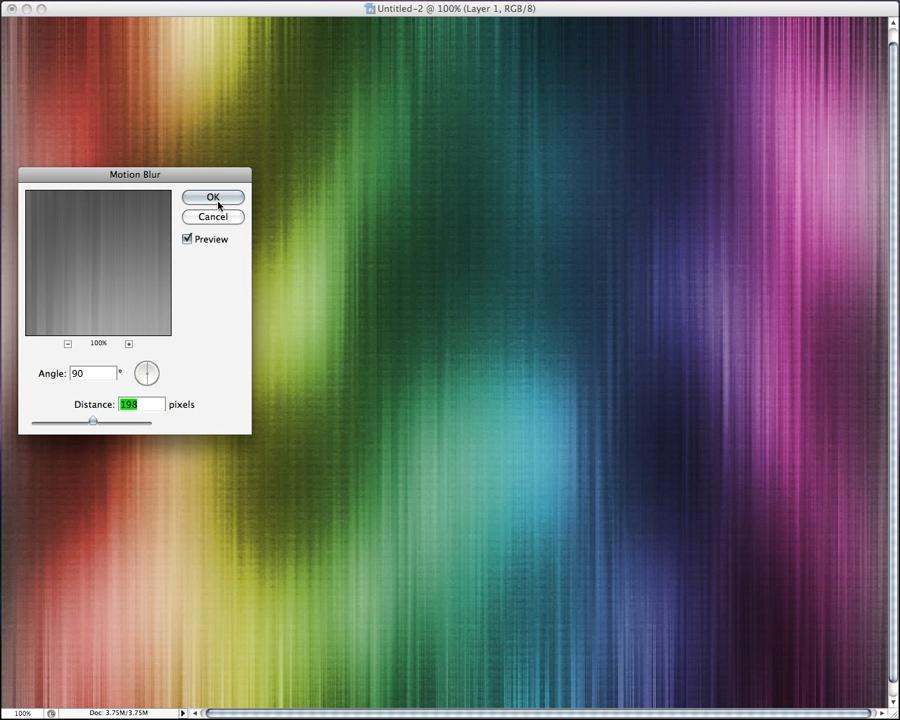 Untitled-2 @ 100% (Layer 1, RGB/8)
Motion Blur
OK
Cancel
Preview
100%
Angle: 90 °
Distance: 198 pixels
100% Doc: 3.75M/3.75M